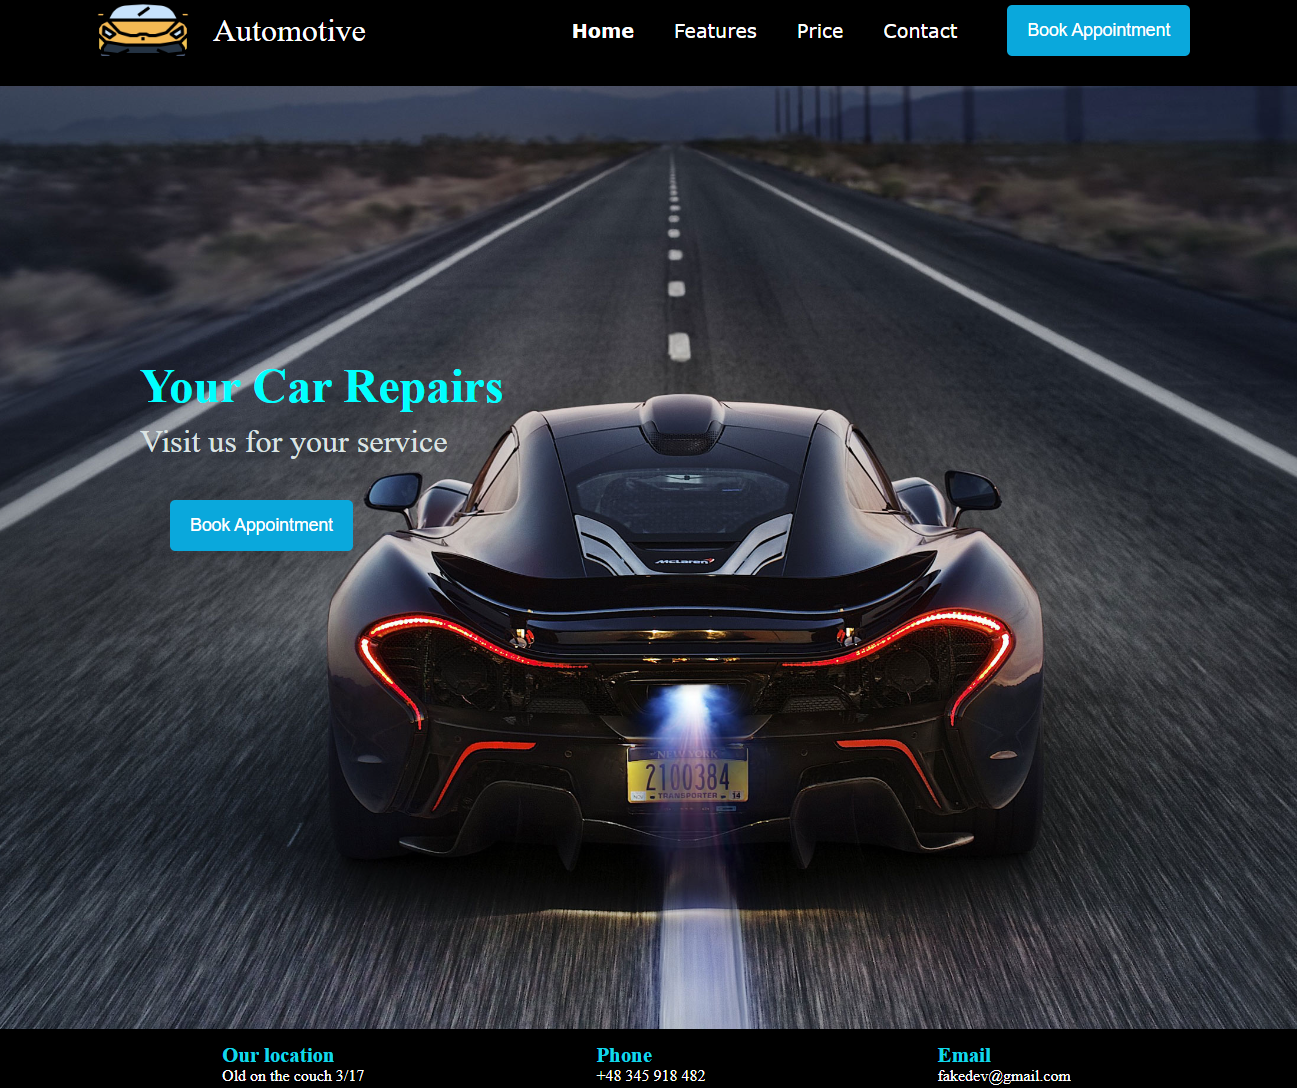 Automotive
Home Features Price Contact Book Appointment
Your Car Repairs
Visit us for your service
Book Appointment
McLaren
NEW YORK
2100384
TRANSPORTER 14
Our location Phone Email
Old on the couch 3/17 +48 345 918 482 fakedev@gmail.com